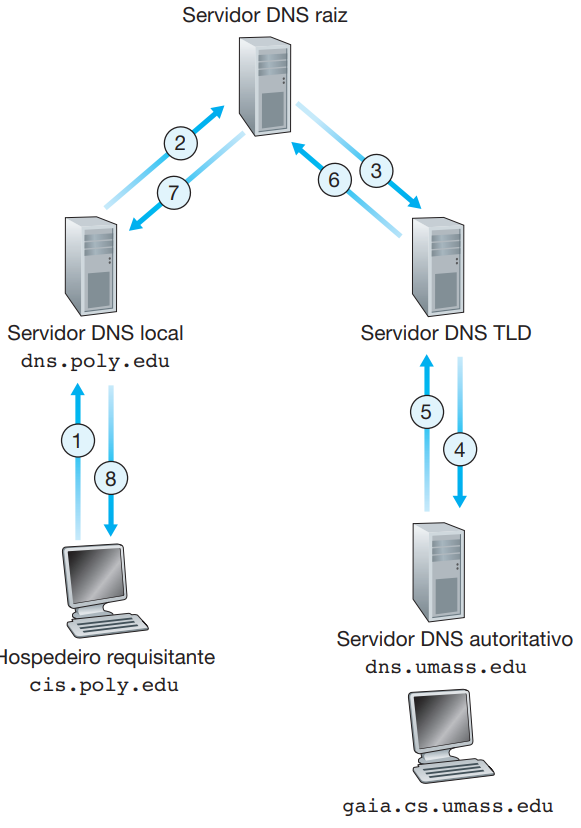 Servidor DNS raiz
2
3
6
7
Servidor DNS local
dns.poly.edu
Servidor DNS TLD
1
8
5
4
Hospedeiro requisitante
cis.poly.edu
Servidor DNS autoritativo
dns.umass.edu
gaia.cs.umass.edu